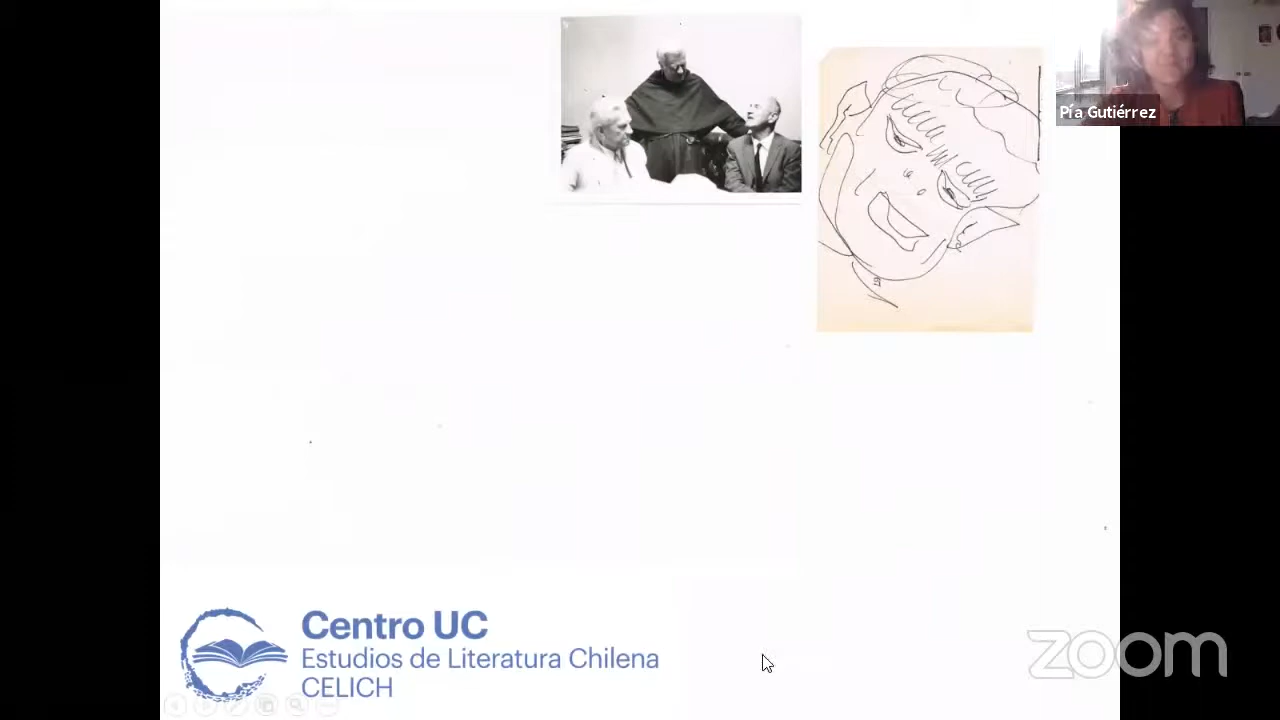 Pía Gutiérrez
Centro UC
Estudios de Literatura Chilena
CELICH
zoom